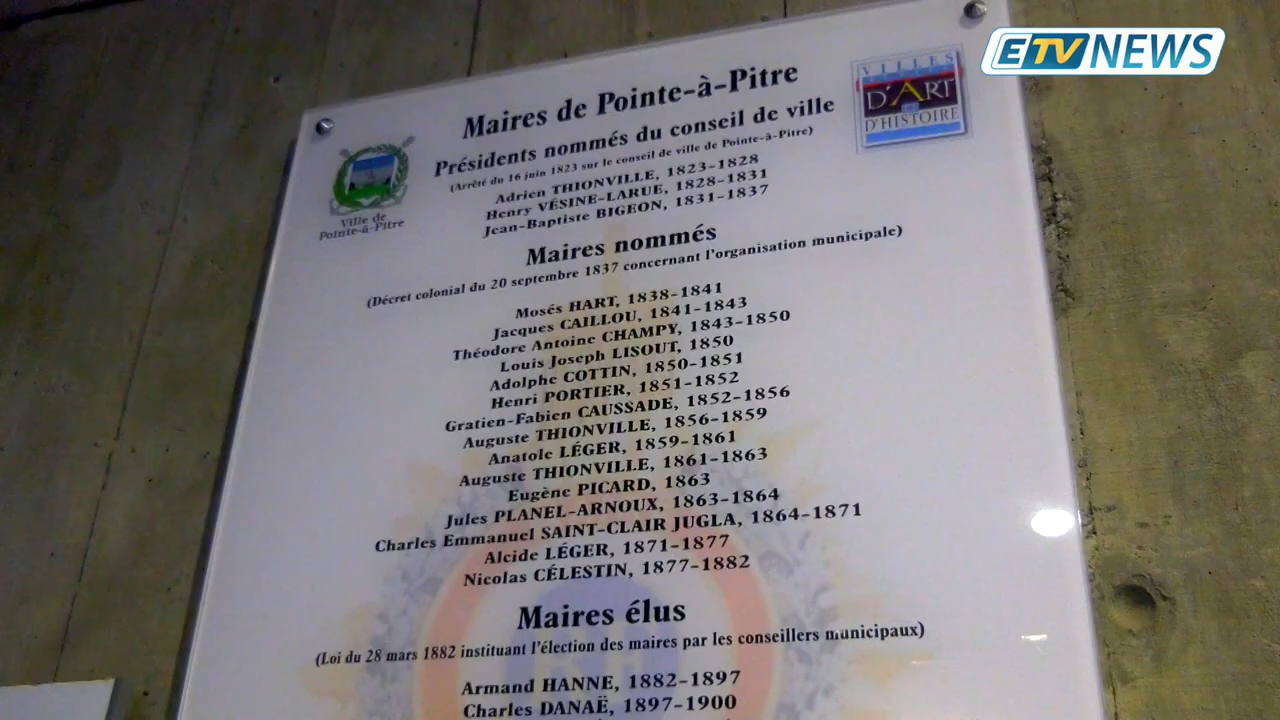 ETV NEWS
VILLES
D'ART
ET
D'HISTOIRE
Ville de
Pointe-à-Pitre
Maires de Pointe-à-Pitre
Présidents nommés du conseil de ville
(Arrêté du 16 juin 1823 sur le conseil de ville de Pointe-à-Pitre)
Adrien THIONVILLE, 1823-1828
Henry VÉSINE-LARUE, 1828-1831
Jean-Baptiste BIGEON, 1831-1837
Maires nommés
(Décret colonial du 20 septembre 1837 concernant l'organisation municipale)
Mosés HART, 1838-1841
Jacques CAILLOU, 1841-1843
Théodore Antoine CHAMPY, 1843-1850
Louis Joseph LISOUT, 1850
Adolphe COTTIN, 1850-1851
Henri PORTIER, 1851-1852
Gratien-Fabien CAUSSADE, 1852-1856
Auguste THIONVILLE, 1856-1859
Anatole LÉGER, 1859-1861
Auguste THIONVILLE, 1861-1863
Eugène PICARD, 1863
Jules PLANEL-ARNOUX, 1863-1864
Charles Emmanuel SAINT-CLAIR JUGLA, 1864-1871
Alcide LÉGER, 1871-1877
Nicolas CÉLESTIN, 1877-1882
Maires élus
(Loi du 28 mars 1882 instituant l'élection des maires par les conseillers municipaux)
Armand HANNE, 1882-1897
Charles DANAË, 1897-1900